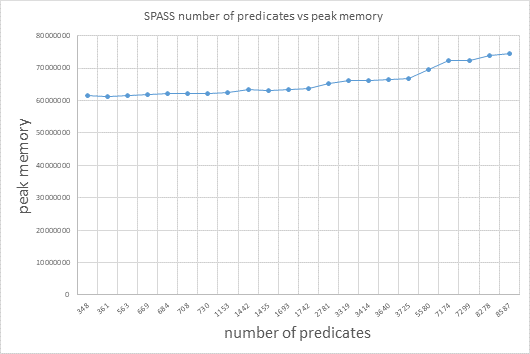 SPASS number of predicates vs peak memory
80000000
70000000
60000000
50000000
40000000
30000000
20000000
10000000
0
peak memory
348 361 563 669 684 708 730 1153 1442 1455 1693 1742 2781 3319 3414 3640 3725 5580 7174 7299 8278 8587
number of predicates